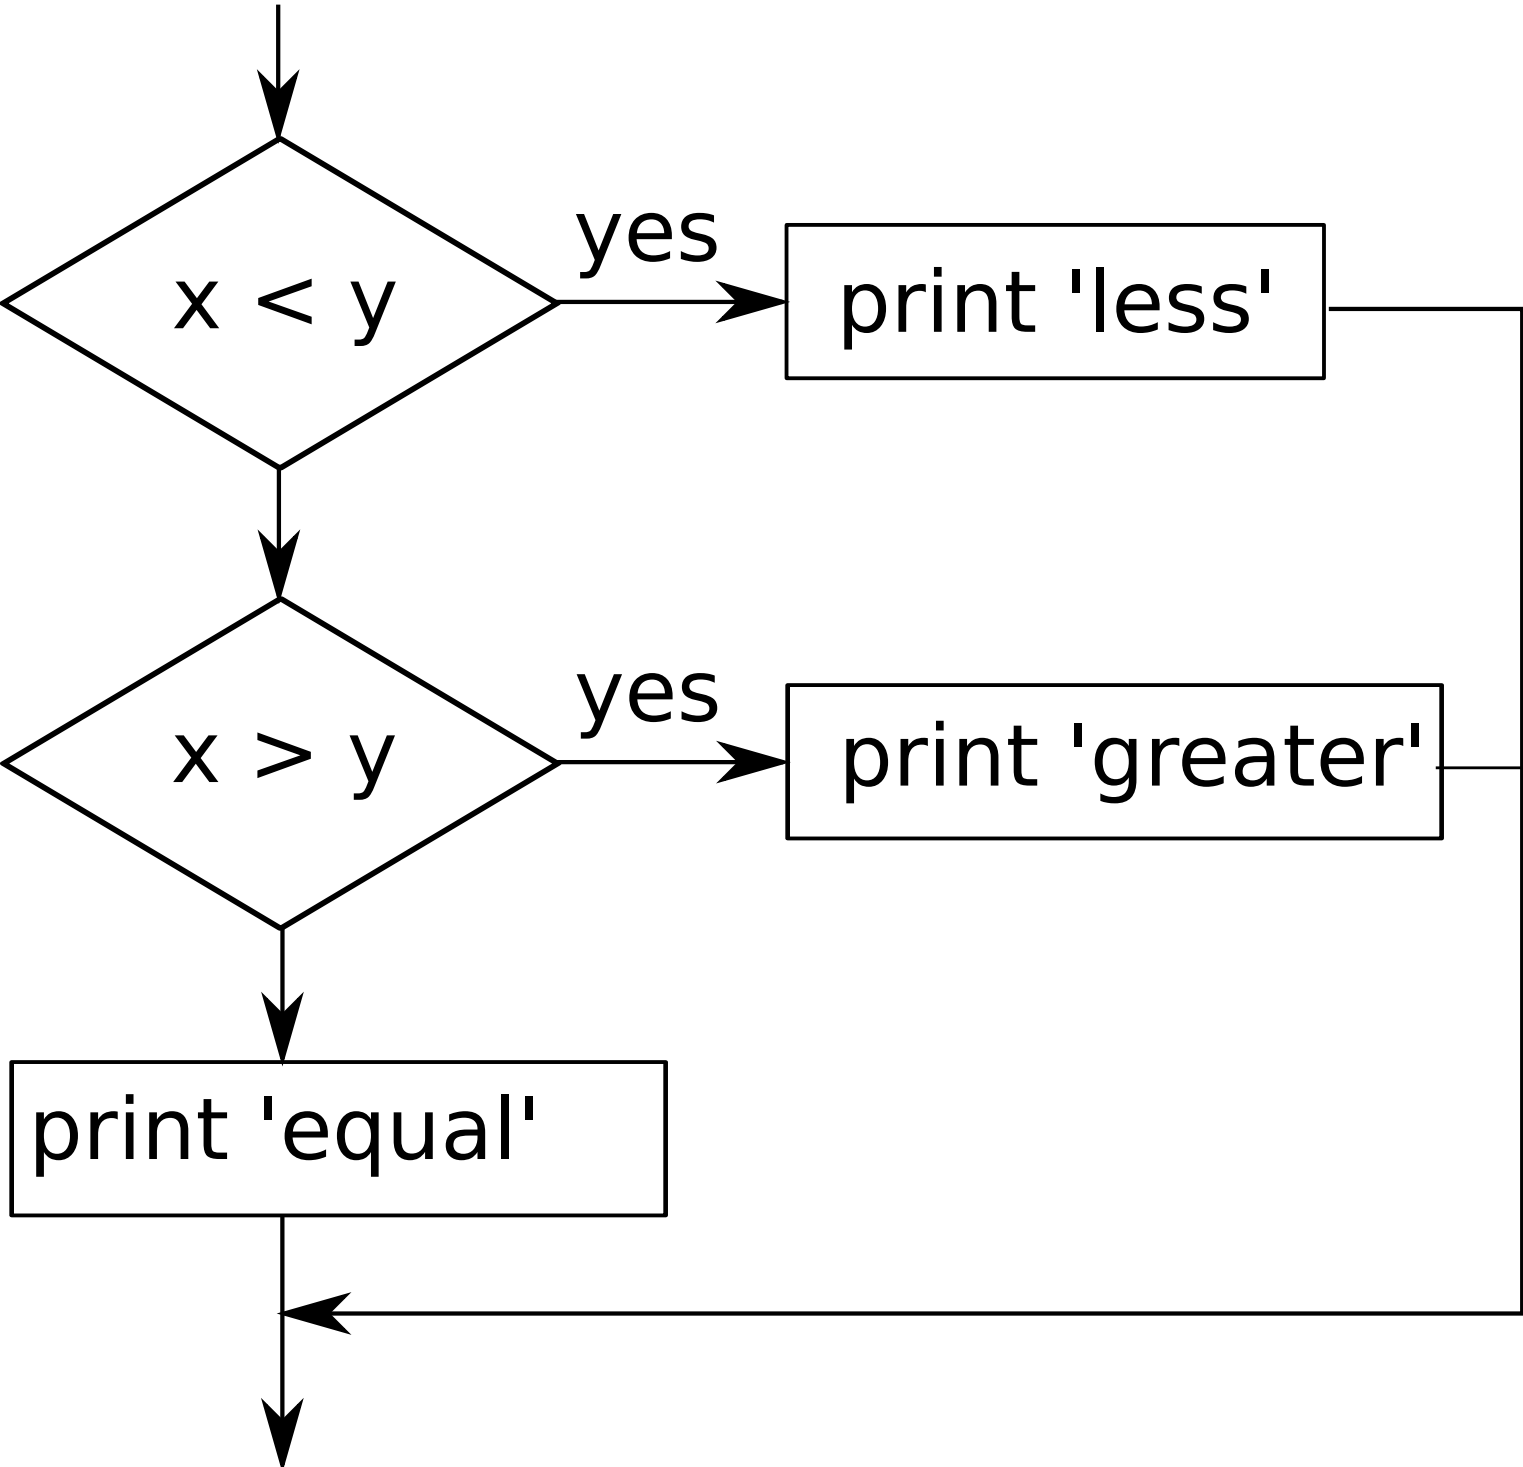 yes
x < y
print 'less'
yes
x > y
print 'greater'
print 'equal'